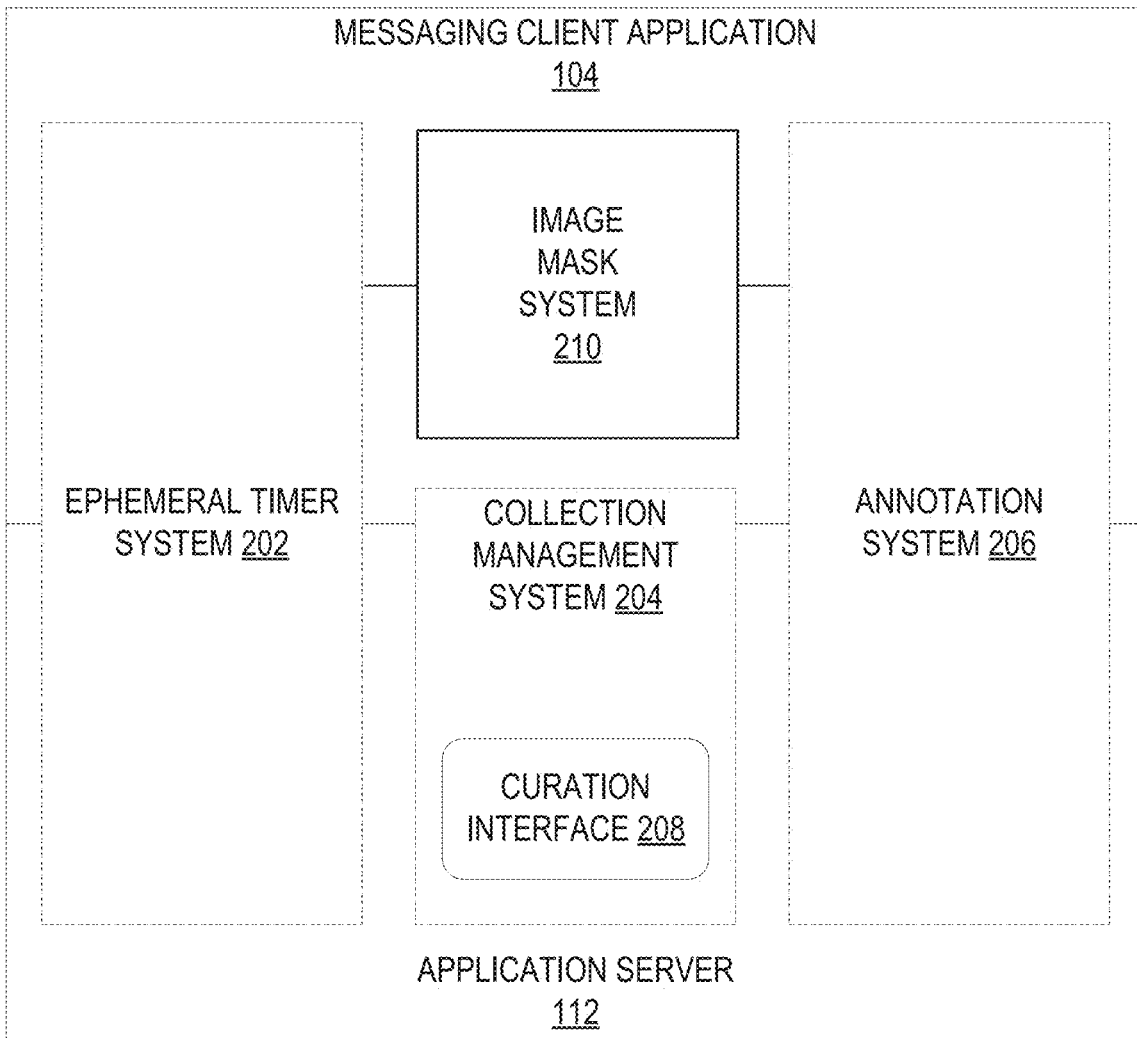 MESSAGING CLIENT APPLICATION
104
IMAGE
MASK
SYSTEM
210
EPHEMERAL TIMER
SYSTEM 202
COLLECTION
MANAGEMENT
SYSTEM 204
ANNOTATION
SYSTEM 206
CURATION
INTERFACE 208
APPLICATION SERVER
112